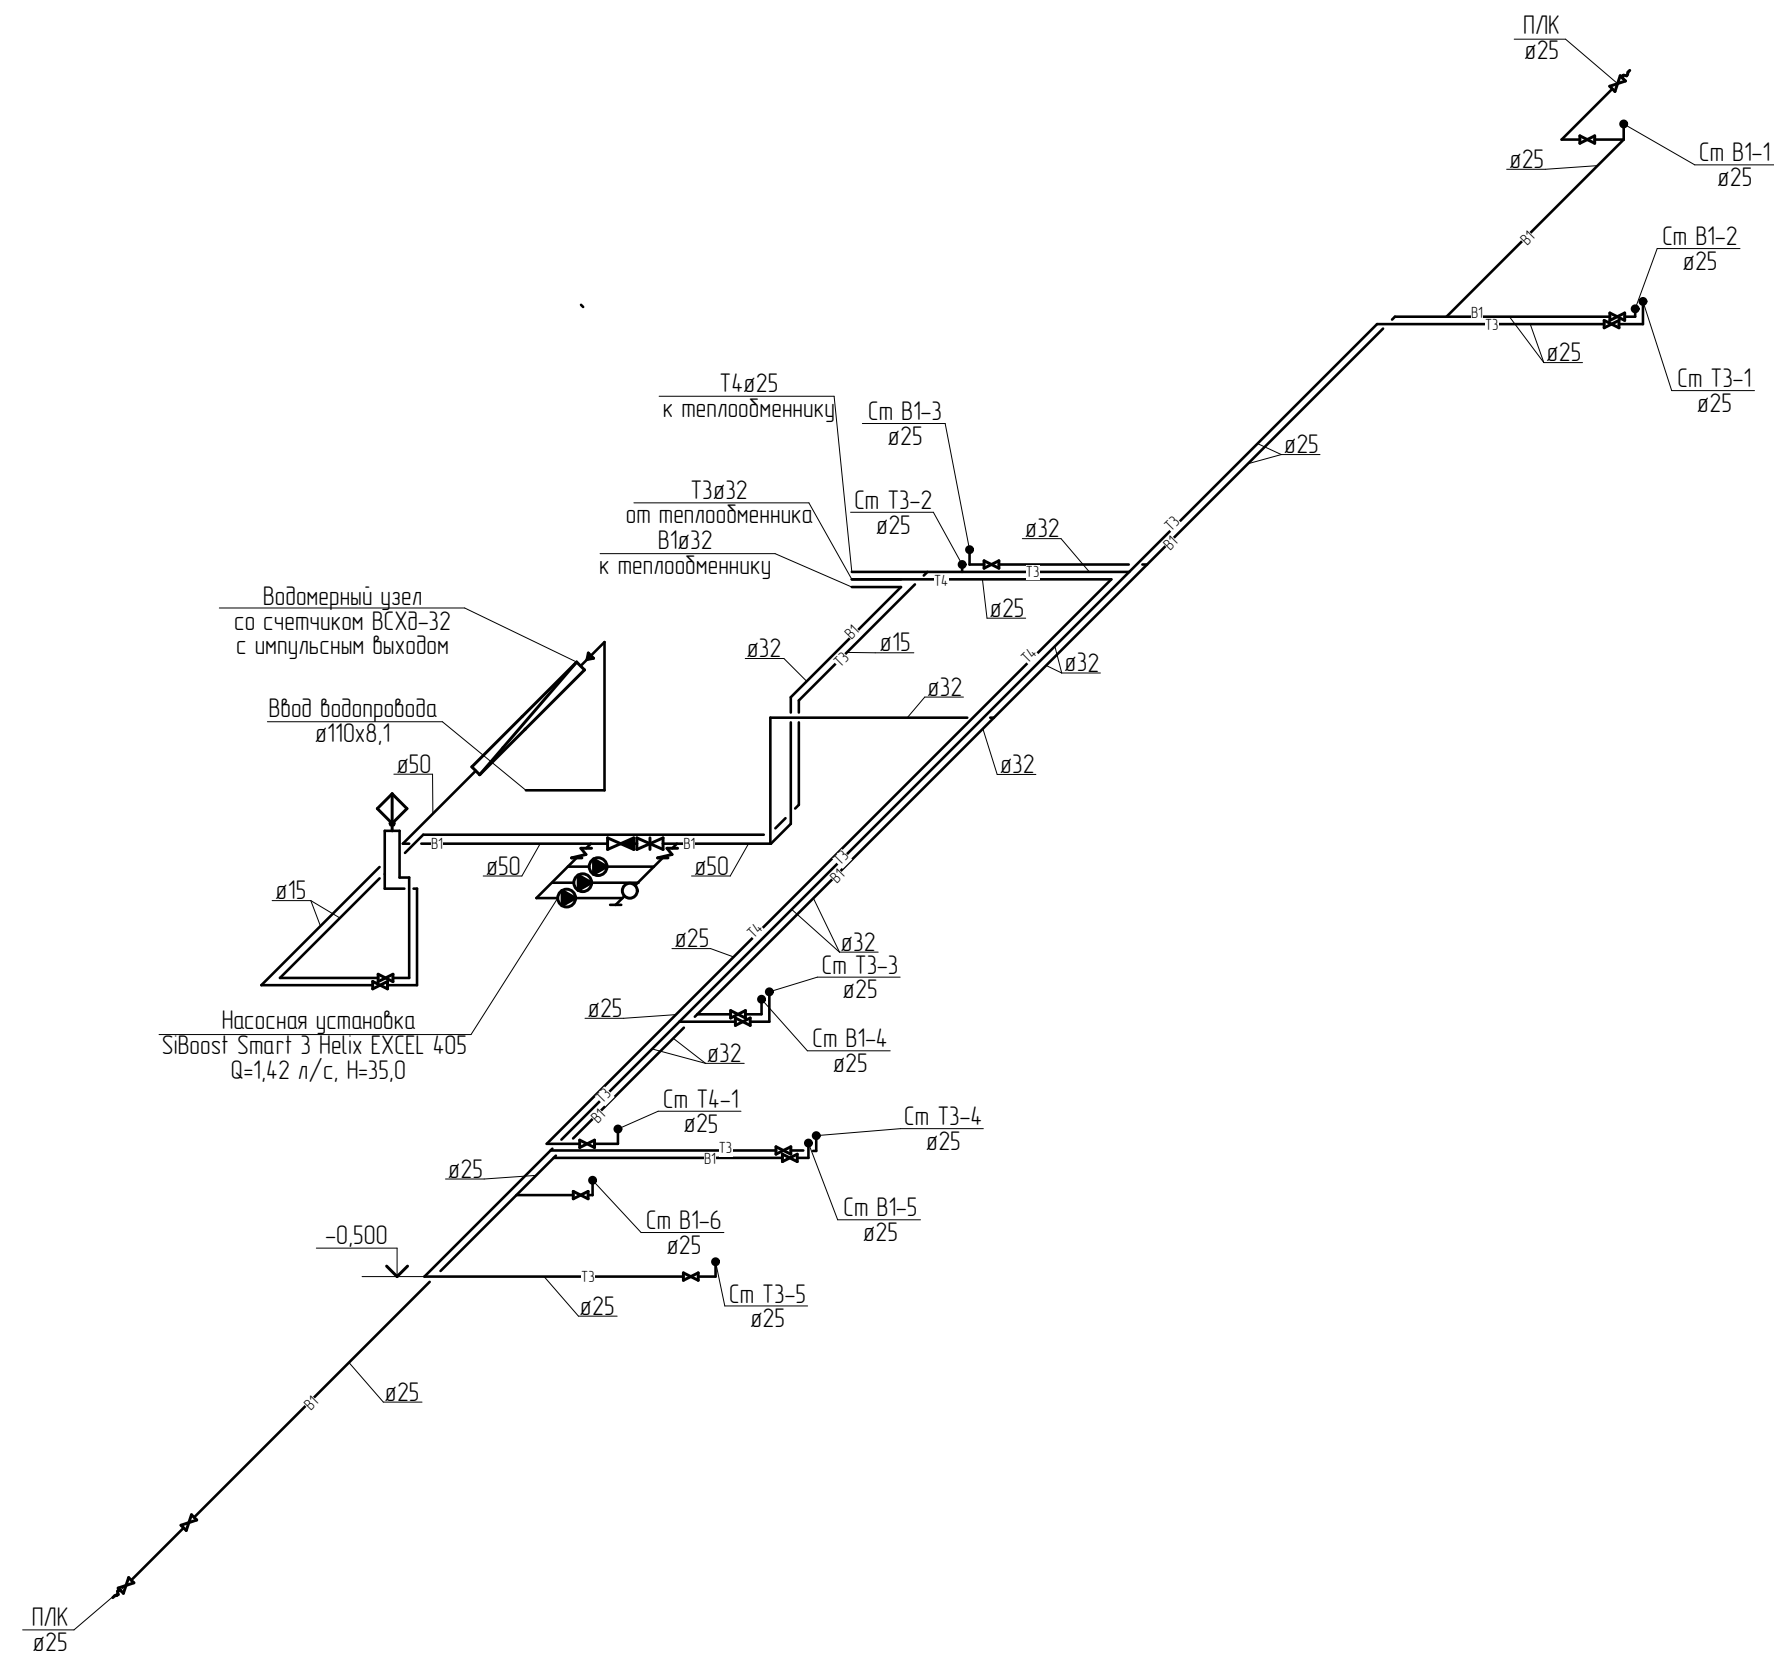 ПЛК
ø25
Ст В1-1
ø25
ø25
В1
Ст В1-2
ø25
В1
Т3
ø25
Ст Т3-1
ø25
Т4ø25
к теплообменнику
Ст В1-3
ø25
ø25
Т3ø32
от теплообменника
Ст Т3-2
ø25
ø32
Т3
В1
В1ø32
к теплообменнику
Т3
Т4
ø25
Водомерный узел
со счетчиком ВСХд-32
с импульсным выходом
В1
Т3
ø15
ø32
Т4
ø32
ø32
Ввод водопровода
ø110х8,1
ø50
ø32
В1
В1
ø50
ø50
Т3
В1
ø15
Т4
ø25
ø32
Ст Т3-3
ø25
ø25
Насосная установка
SiBoost Smart 3 Helix EXCEL 405
Q=1,42 л/с, Н=35,0
Ст В1-4
ø25
ø32
Т3
В1
Ст Т4-1
ø25
Ст Т3-4
ø25
Т3
В1
ø25
Ст В1-5
ø25
Ст В1-6
ø25
-0,500
Т3
Ст Т3-5
ø25
ø25
ø25
В1
ПЛК
ø25